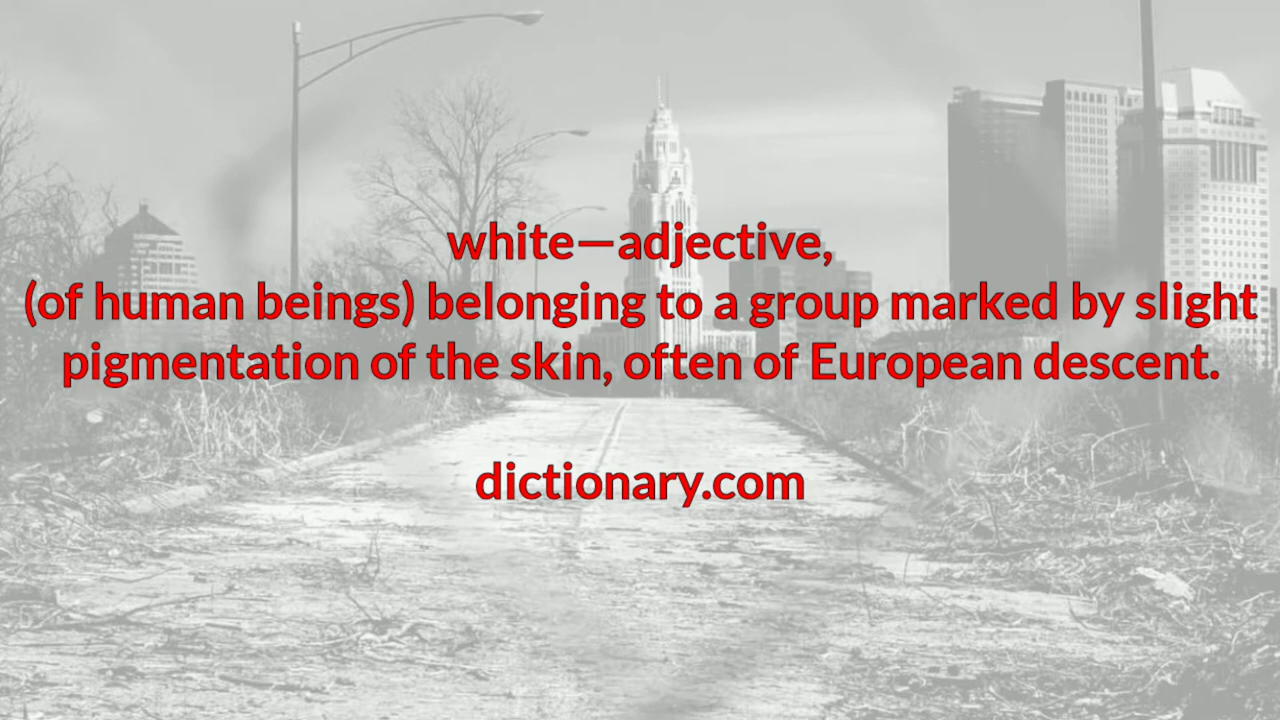 white—adjective,
(of human beings) belonging to a group marked by slight
pigmentation of the skin, often of European descent.
dictionary.com